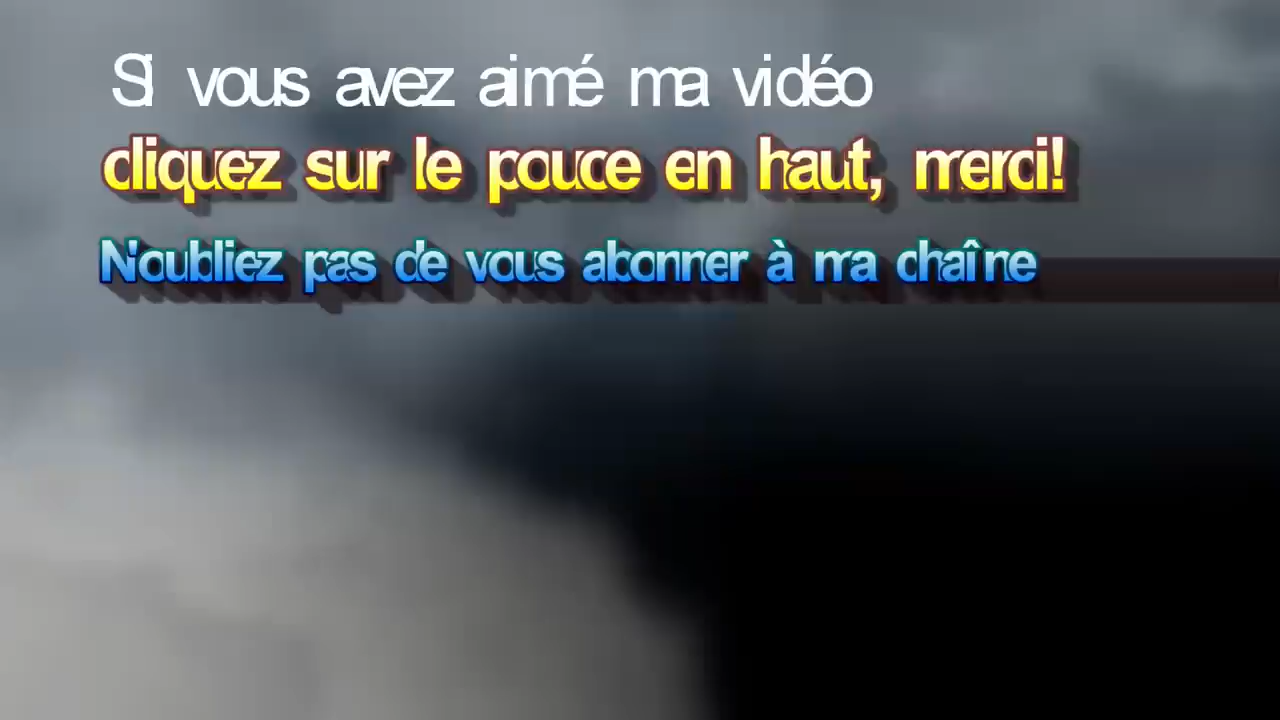 Si vous avez aimé ma vidéo
cliquez sur le pouce en haut, merci!
N'oubliez pas de vous abonner à ma chaîne